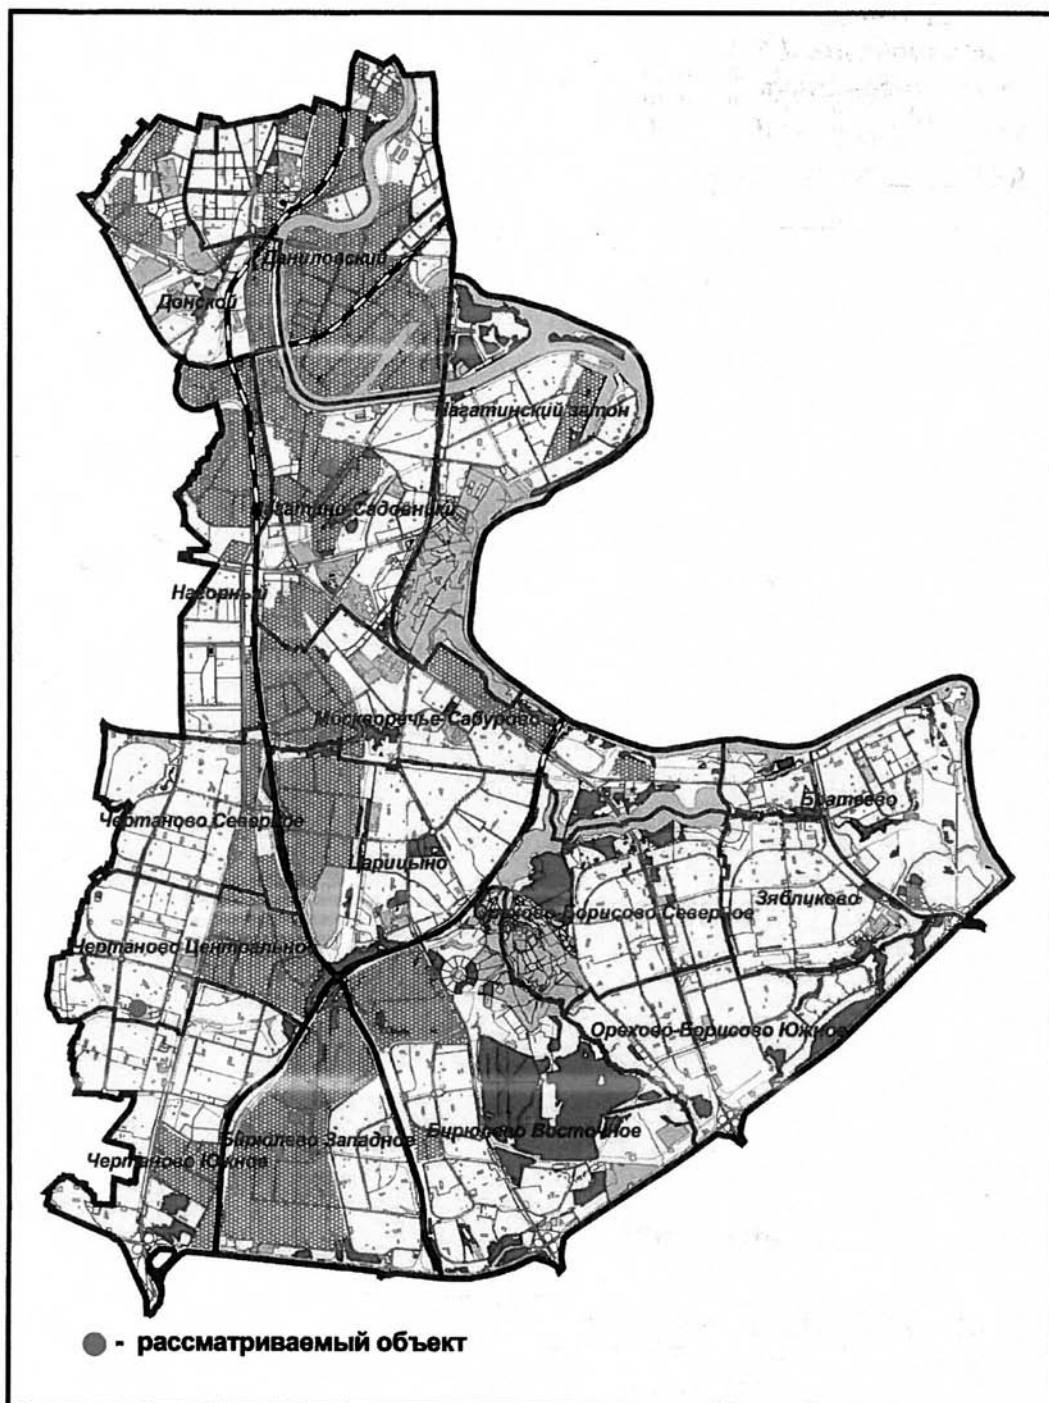 Даниловский
Донской
Нагатинский затон
Нагатино-Садовники
Нагорный
Москворечье-Сабурово
Братеево
Чертаново Северное
Царицыно
Зябликово
Орехово-Борисово Северное
Чертаново Центрально
Орехово-Борисово Южное
Бирюлево Восточное
Бирюлево Западное
Чертаново Южное
- рассматриваемый объект